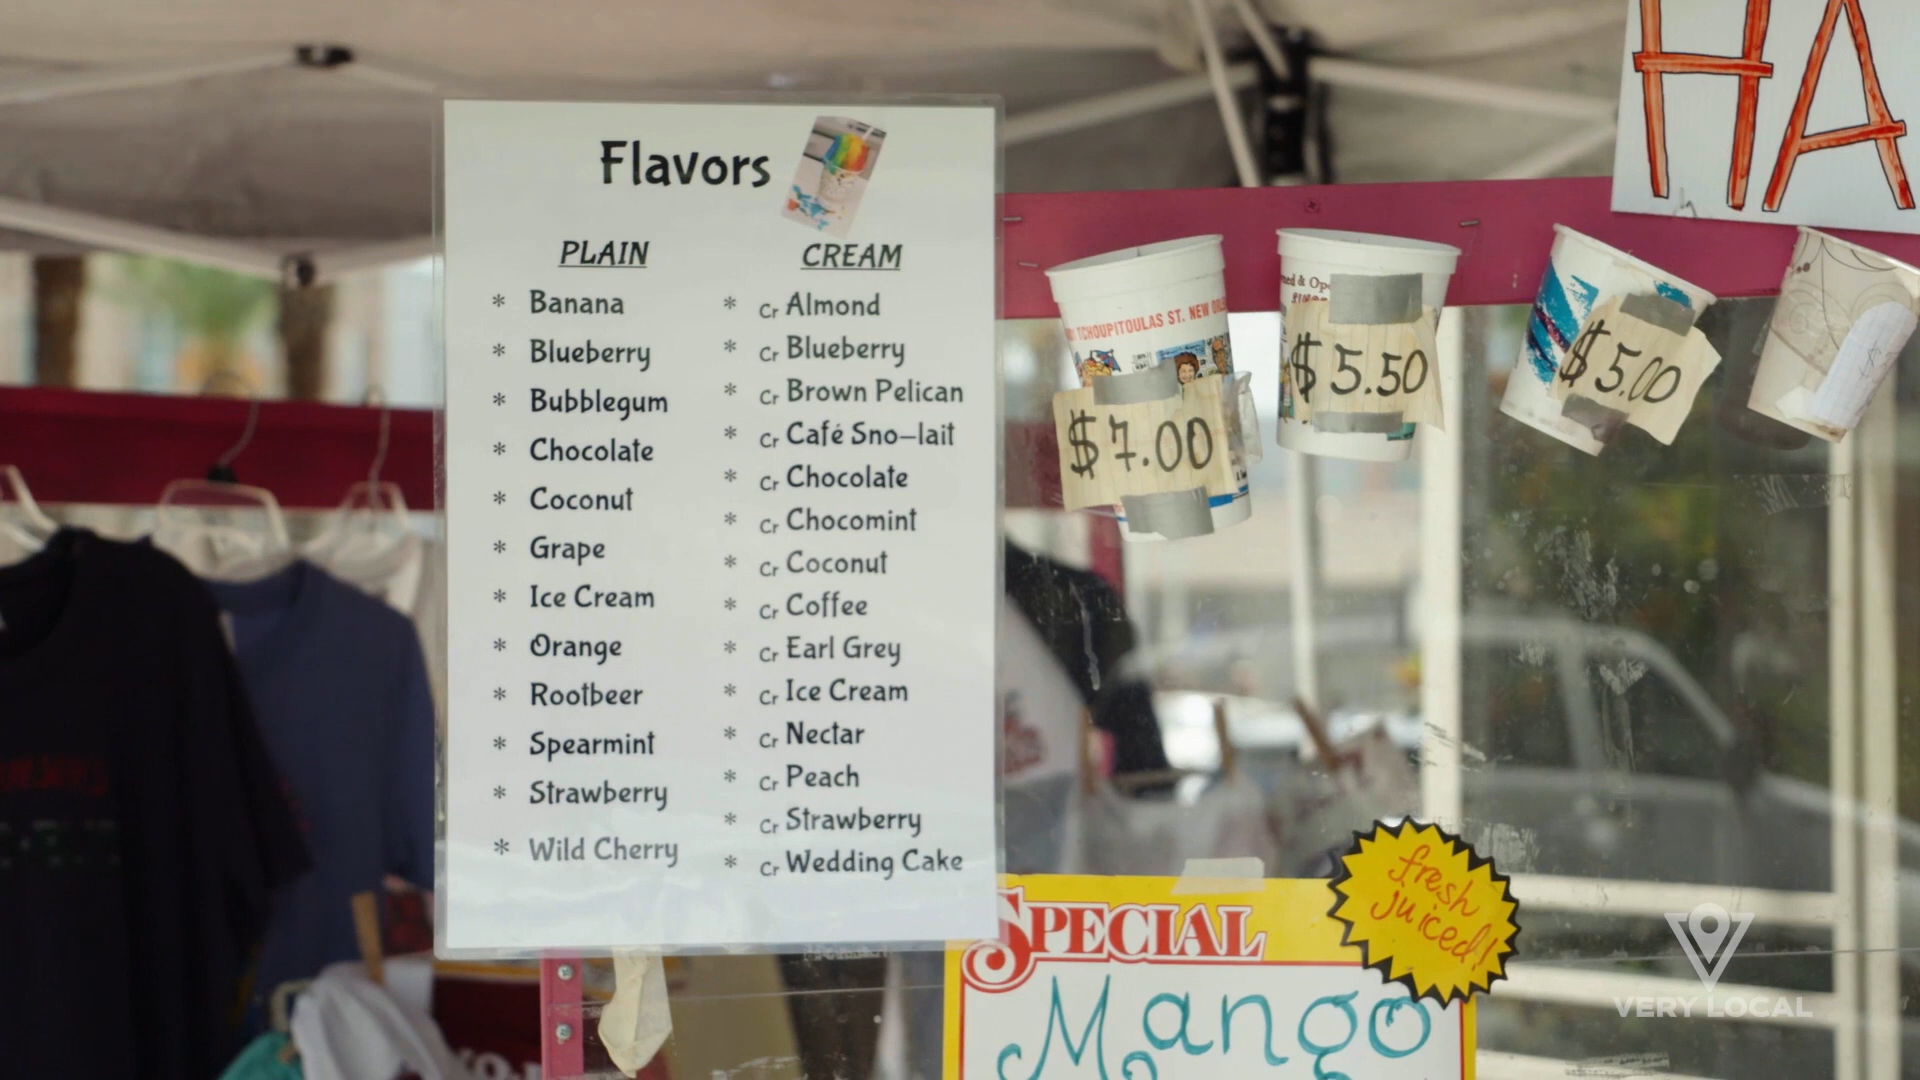 Flavors
PLAIN
* Banana
* Blueberry
* Bubblegum
* Chocolate
* Coconut
* Grape
* Ice Cream
* Orange
* Rootbeer
* Spearmint
* Strawberry
* Wild Cherry
CREAM
* Cr Almond
* Cr Blueberry
* Cr Brown Pelican
* Cr Café Sno-lait
* Cr Chocolate
* Cr Chocomint
* Cr Coconut
* Cr Coffee
* Cr Earl Grey
* Cr Ice Cream
* Cr Nectar
* Cr Peach
* Cr Strawberry
* Cr Wedding Cake
HA
TCHOUPITOULAS ST. NEW
$7.00
$5.50
$5.00
SPECIAL
fresh
juiced!
Mango
VERY LOCAL